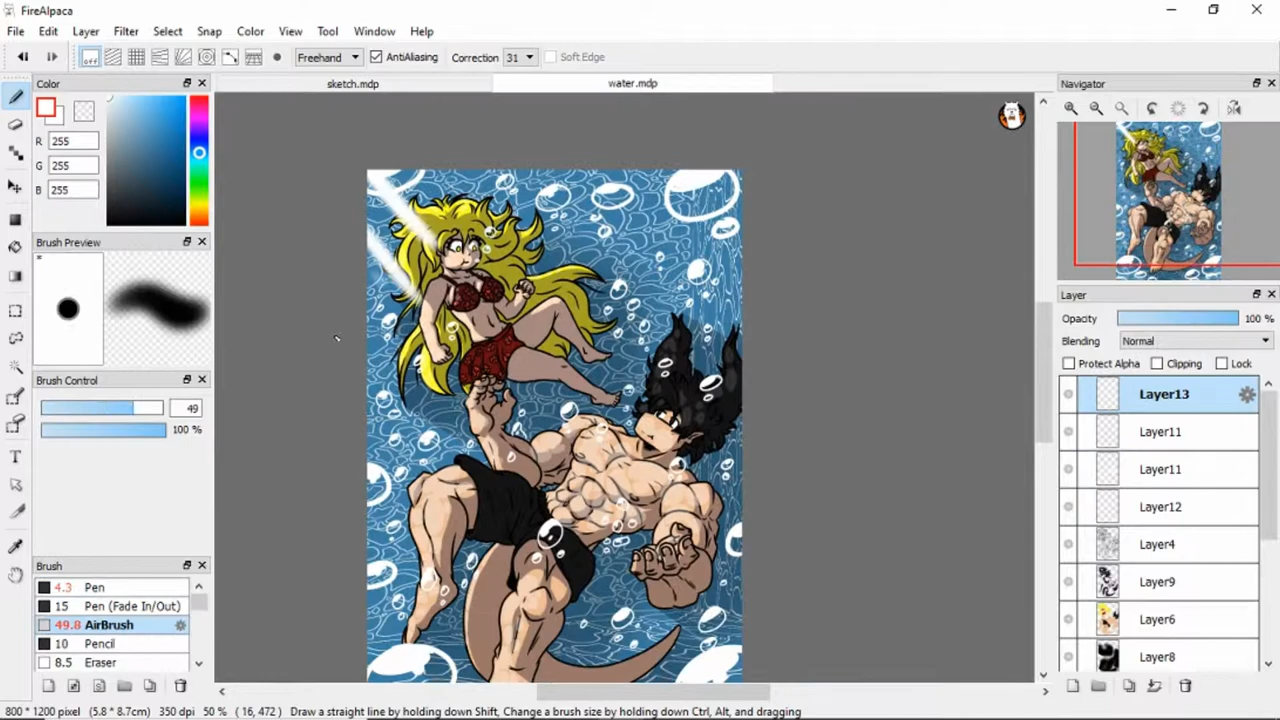 FireAlpaca
File Edit Layer Filter Select Snap Color View Tool Window Help
off Freehand AntiAliasing Correction 31 Soft Edge
Color
sketch.mdp
water.mdp
Navigator
R 255
G 255
B 255
Brush Preview
*
Layer
Opacity 100 %
Blending Normal
Protect Alpha Clipping Lock
Brush Control
49
100 %
Layer13
Layer11
Layer11
Layer12
Layer4
Layer9
Layer6
Layer8
Brush
4.3 Pen
15 Pen (Fade In/Out)
49.8 AirBrush
10 Pencil
8.5 Eraser
800 * 1200 pixel (5.8 * 8.7cm) 350 dpi 50 % ( 16, 472 ) Draw a straight line by holding down Shift, Change a brush size by holding down Ctrl, Alt, and dragging